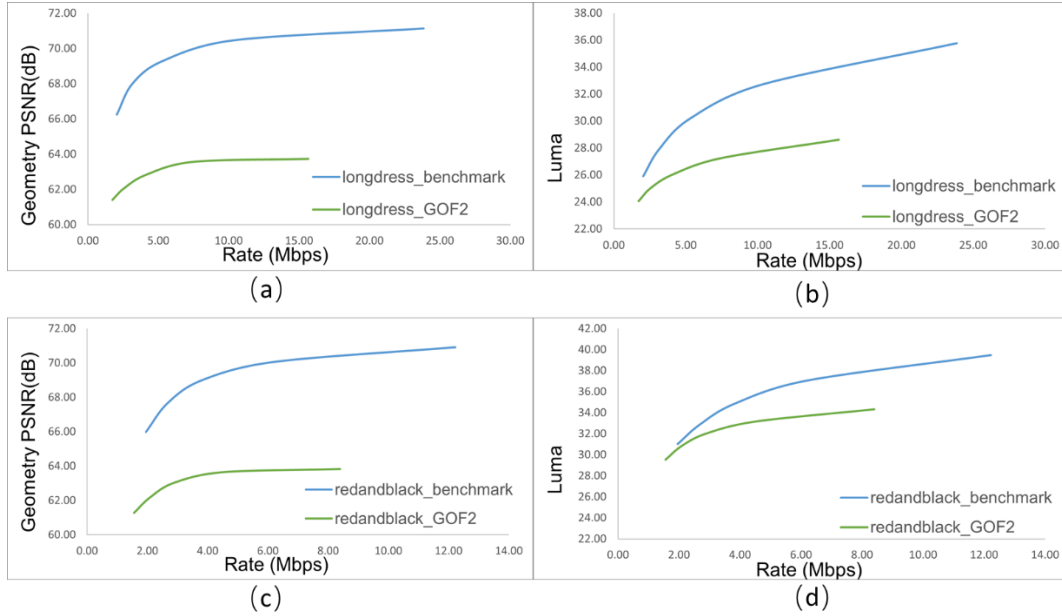 72.00
70.00
68.00
66.00
64.00
62.00
60.00
Geometry PSNR(dB)
longdress_benchmark
longdress_GOF2
0.00 5.00 10.00 15.00 20.00 25.00 30.00
Rate (Mbps)
(a)
38.00
36.00
34.00
32.00
30.00
28.00
26.00
24.00
22.00
Luma
longdress_benchmark
longdress_GOF2
0.00 5.00 10.00 15.00 20.00 25.00 30.00
Rate (Mbps)
(b)
72.00
70.00
68.00
66.00
64.00
62.00
60.00
Geometry PSNR(dB)
redandblack_benchmark
redandblack_GOF2
0.00 2.00 4.00 6.00 8.00 10.00 12.00 14.00
Rate (Mbps)
(c)
42.00
40.00
38.00
36.00
34.00
32.00
30.00
28.00
26.00
24.00
22.00
Luma
redandblack_benchmark
redandblack_GOF2
0.00 2.00 4.00 6.00 8.00 10.00 12.00 14.00
Rate (Mbps)
(d)